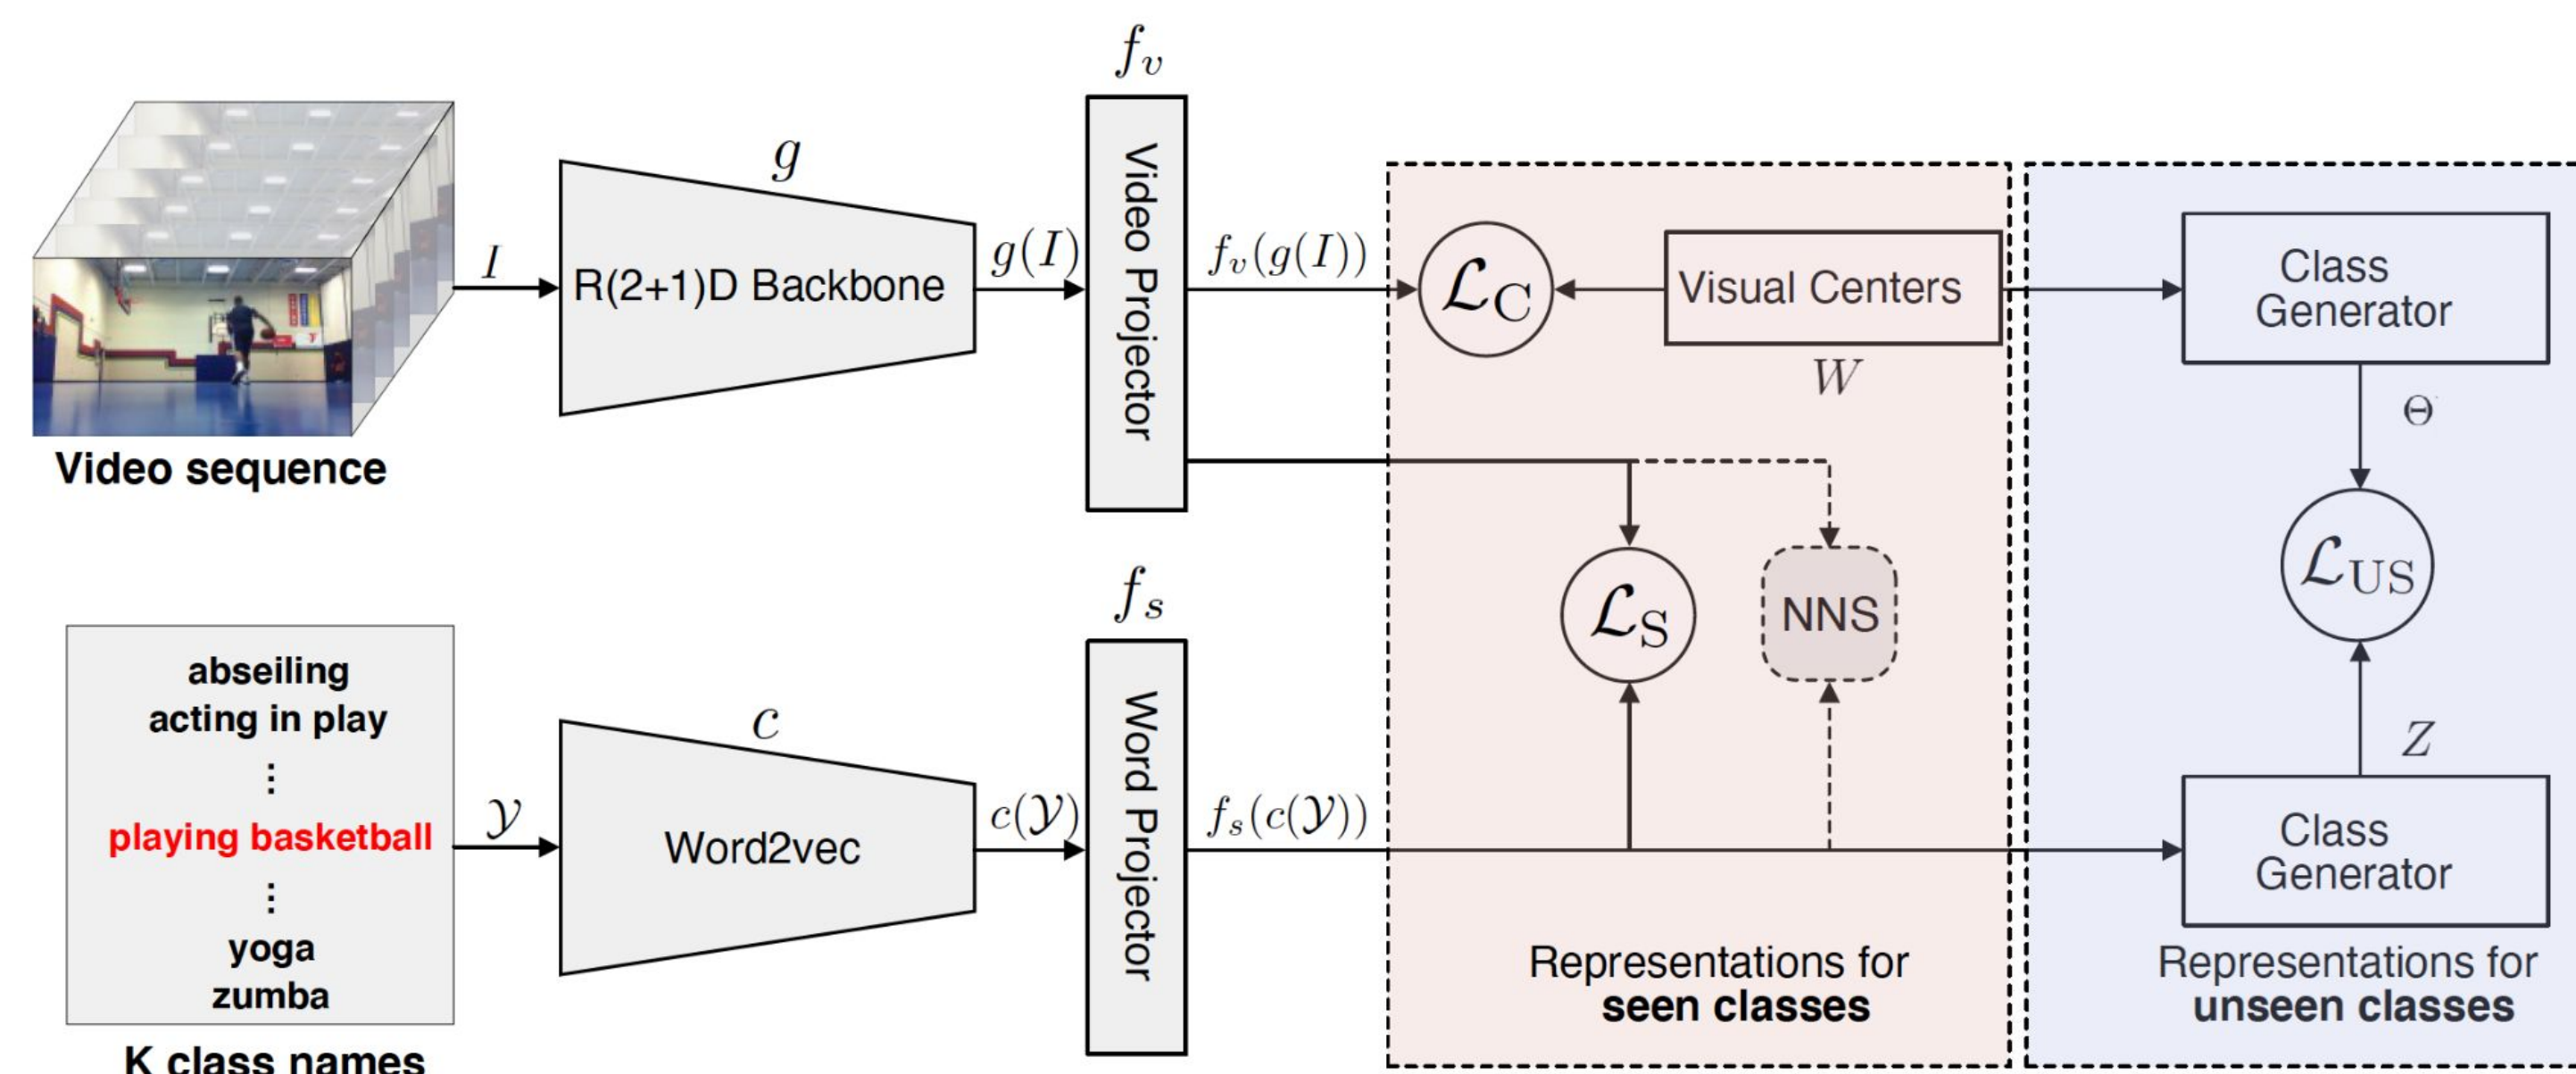 f_v
g
Video Projector
I
R(2+1)D Backbone
g(I)
f_v(g(I))
ℒ_C
Visual Centers
W
Class
Generator
Θ
Video sequence
ℒ_S
NNS
ℒ_US
f_s
c
Word Projector
abseiling
acting in play
⋮
playing basketball
⋮
yoga
zumba
𝒴
Word2vec
c(𝒴)
f_s(c(𝒴))
Z
Class
Generator
Representations for
seen classes
Representations for
unseen classes
K class names